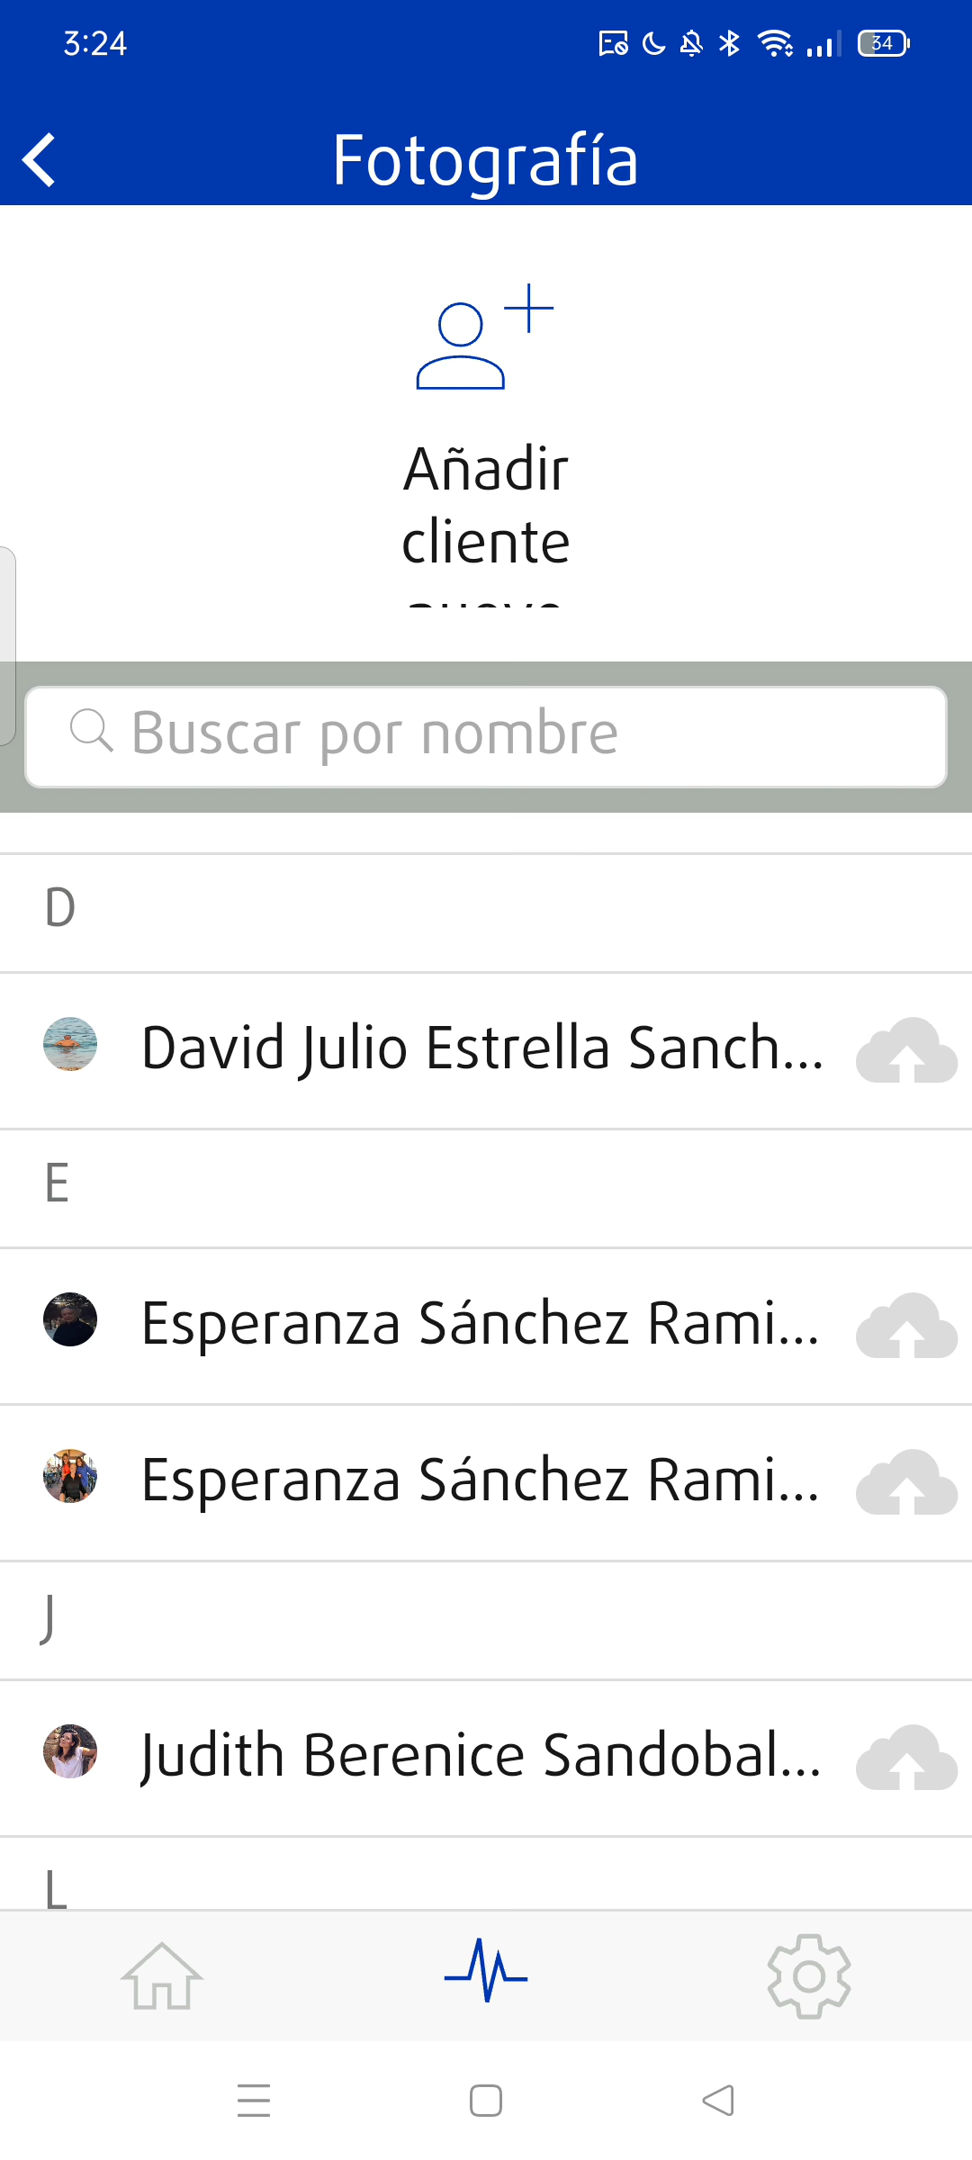 3:24
34
Fotografía
Añadir
cliente
Buscar por nombre
D
David Julio Estrella Sanch...
E
Esperanza Sánchez Rami...
Esperanza Sánchez Rami...
J
Judith Berenice Sandobal...
L